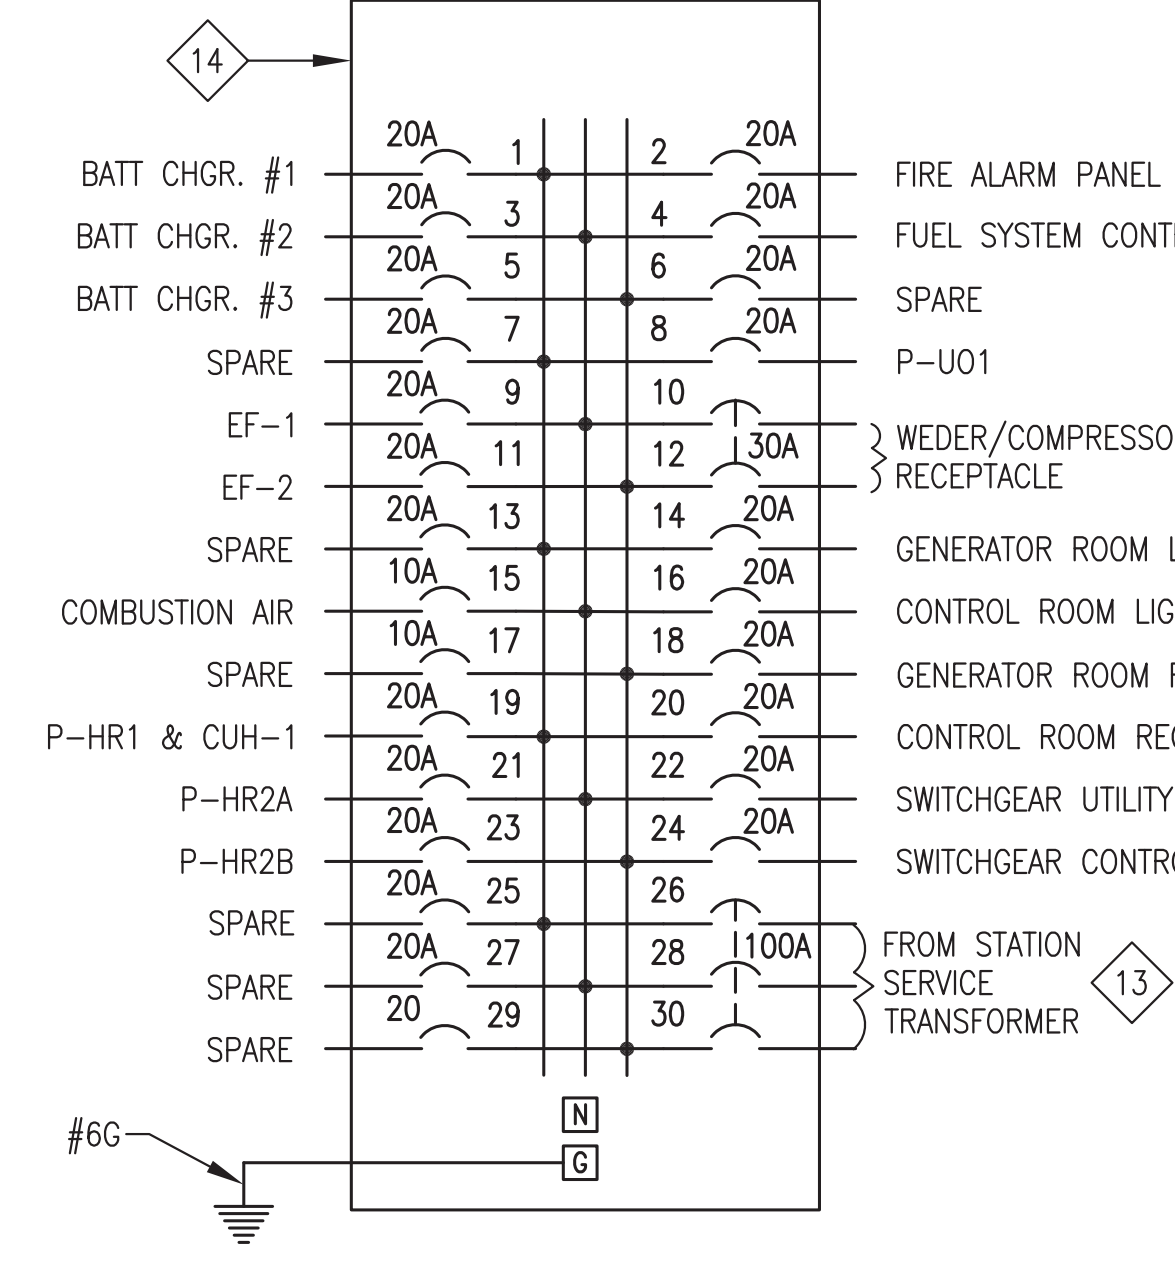 14
20A 1 2 20A
BATT CHGR. #1 FIRE ALARM PANEL
20A 3 4 20A
BATT CHGR. #2 FUEL SYSTEM
20A 5 6 20A
BATT CHGR. #3 SPARE
20A 7 8 20A
SPARE P-UO1
20A 9 10
EF-1
20A 11 12 30A
WEDER/COMPRESSO
RECEPTACLE
EF-2
20A 13 14 20A
SPARE GENERATOR ROOM
10A 15 16 20A
COMBUSTION AIR CONTROL ROOM LIG
10A 17 18 20A
SPARE GENERATOR ROOM
20A 19 20 20A
P-HR1 & CUH-1 CONTROL ROOM REC
20A 21 22 20A
P-HR2A SWITCHGEAR UTILITY
20A 23 24 20A
P-HR2B SWITCHGEAR CONTRO
20A 25 26
SPARE
20A 27 28 100A
SPARE
20 29 30
SPARE
FROM STATION
SERVICE
TRANSFORMER
13
N
#6G
G